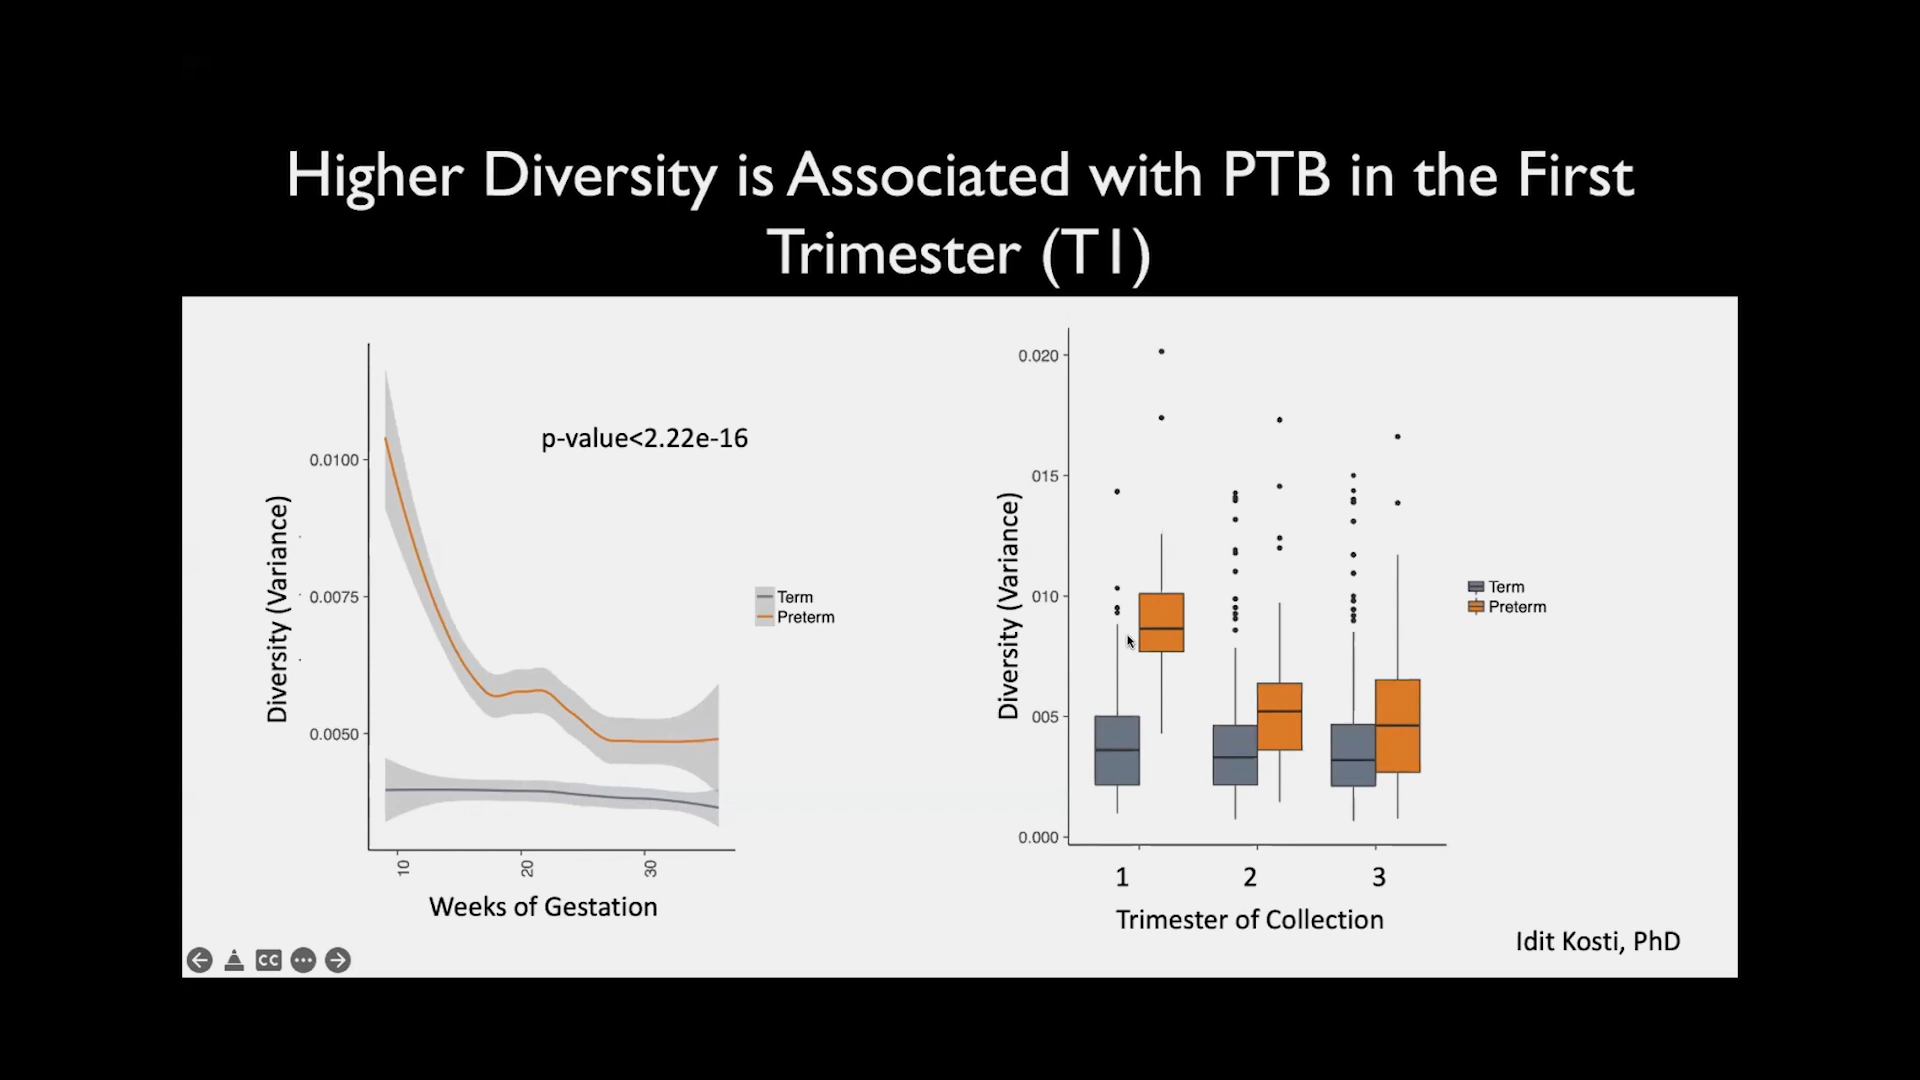 Higher Diversity is Associated with PTB in the First
Trimester (T1)
p-value<2.22e-16
Diversity (Variance)
0.0100
0.0075
0.0050
10
20
30
Weeks of Gestation
Term
Preterm
Diversity (Variance)
0.020
015
010
005
0.000
1
2
3
Trimester of Collection
Term
Preterm
Idit Kosti, PhD
CC